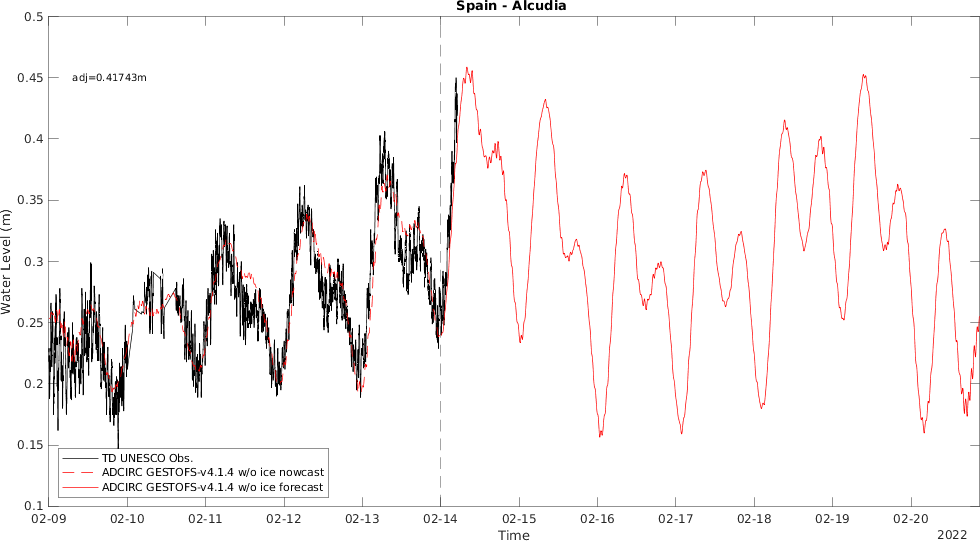 Spain - Alcudia
0.5
0.45
0.4
0.35
0.3
0.25
0.2
0.15
0.1
Water Level (m)
adj=0.41743m
TD UNESCO Obs.
ADCIRC GESTOFS-v4.1.4 w/o ice nowcast
ADCIRC GESTOFS-v4.1.4 w/o ice forecast
02-09 02-10 02-11 02-12 02-13 02-14 02-15 02-16 02-17 02-18 02-19 02-20
Time
2022